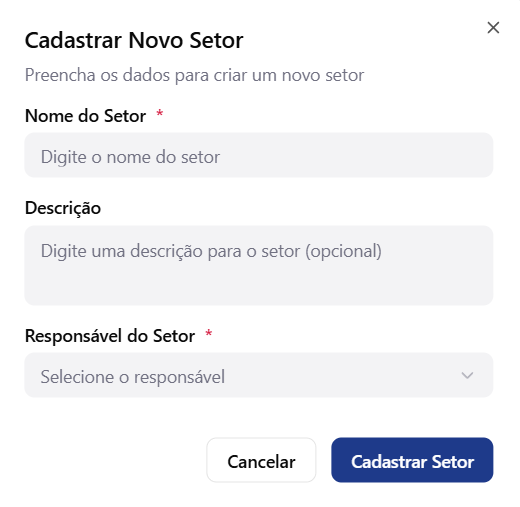 Cadastrar Novo Setor
Preencha os dados para criar um novo setor
Nome do Setor *
Digite o nome do setor
Descrição
Digite uma descrição para o setor (opcional)
Responsável do Setor *
Selecione o responsável
Cancelar
Cadastrar Setor